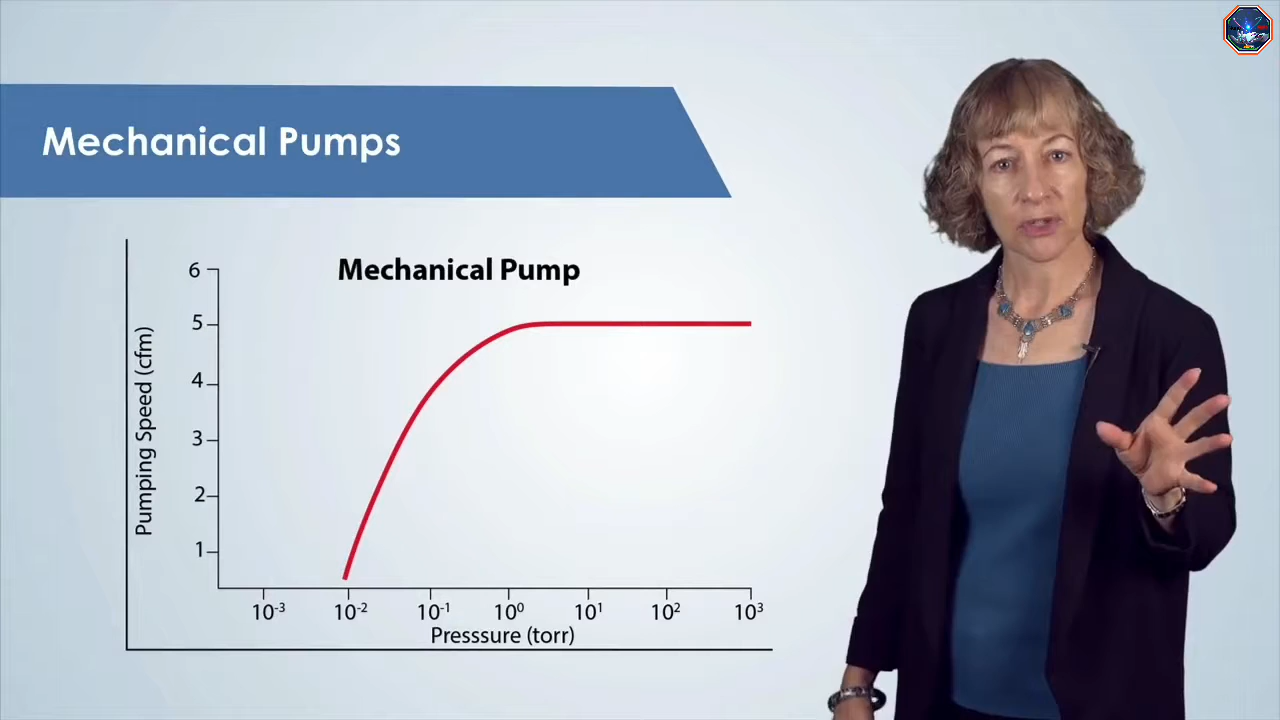 Mechanical Pumps
Mechanical Pump
Pumping Speed (cfm)
6
5
4
3
2
1
10-3 10-2 10-1 100 101 102 103
Presssure (torr)